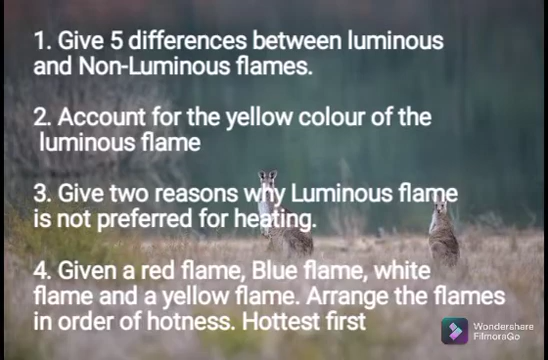 1. Give 5 differences between luminous
and Non-Luminous flames.
2. Account for the yellow colour of the
luminous flame
3. Give two reasons why Luminous flame
is not preferred for heating.
4. Given a red flame, Blue flame, white
flame and a yellow flame. Arrange the flames
in order of hotness. Hottest first
Wondershare
FilmoraGo